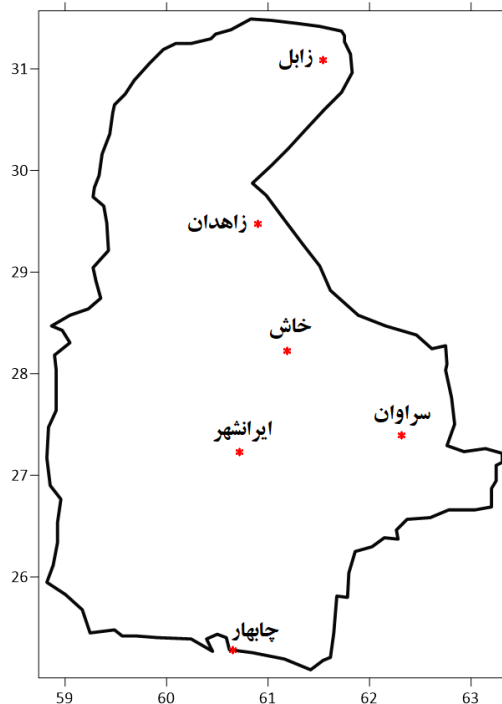 31
زابل
30
زاهدان
29
خاش
28
سراوان
ایرانشهر
27
26
چابهار
59 60 61 62 63